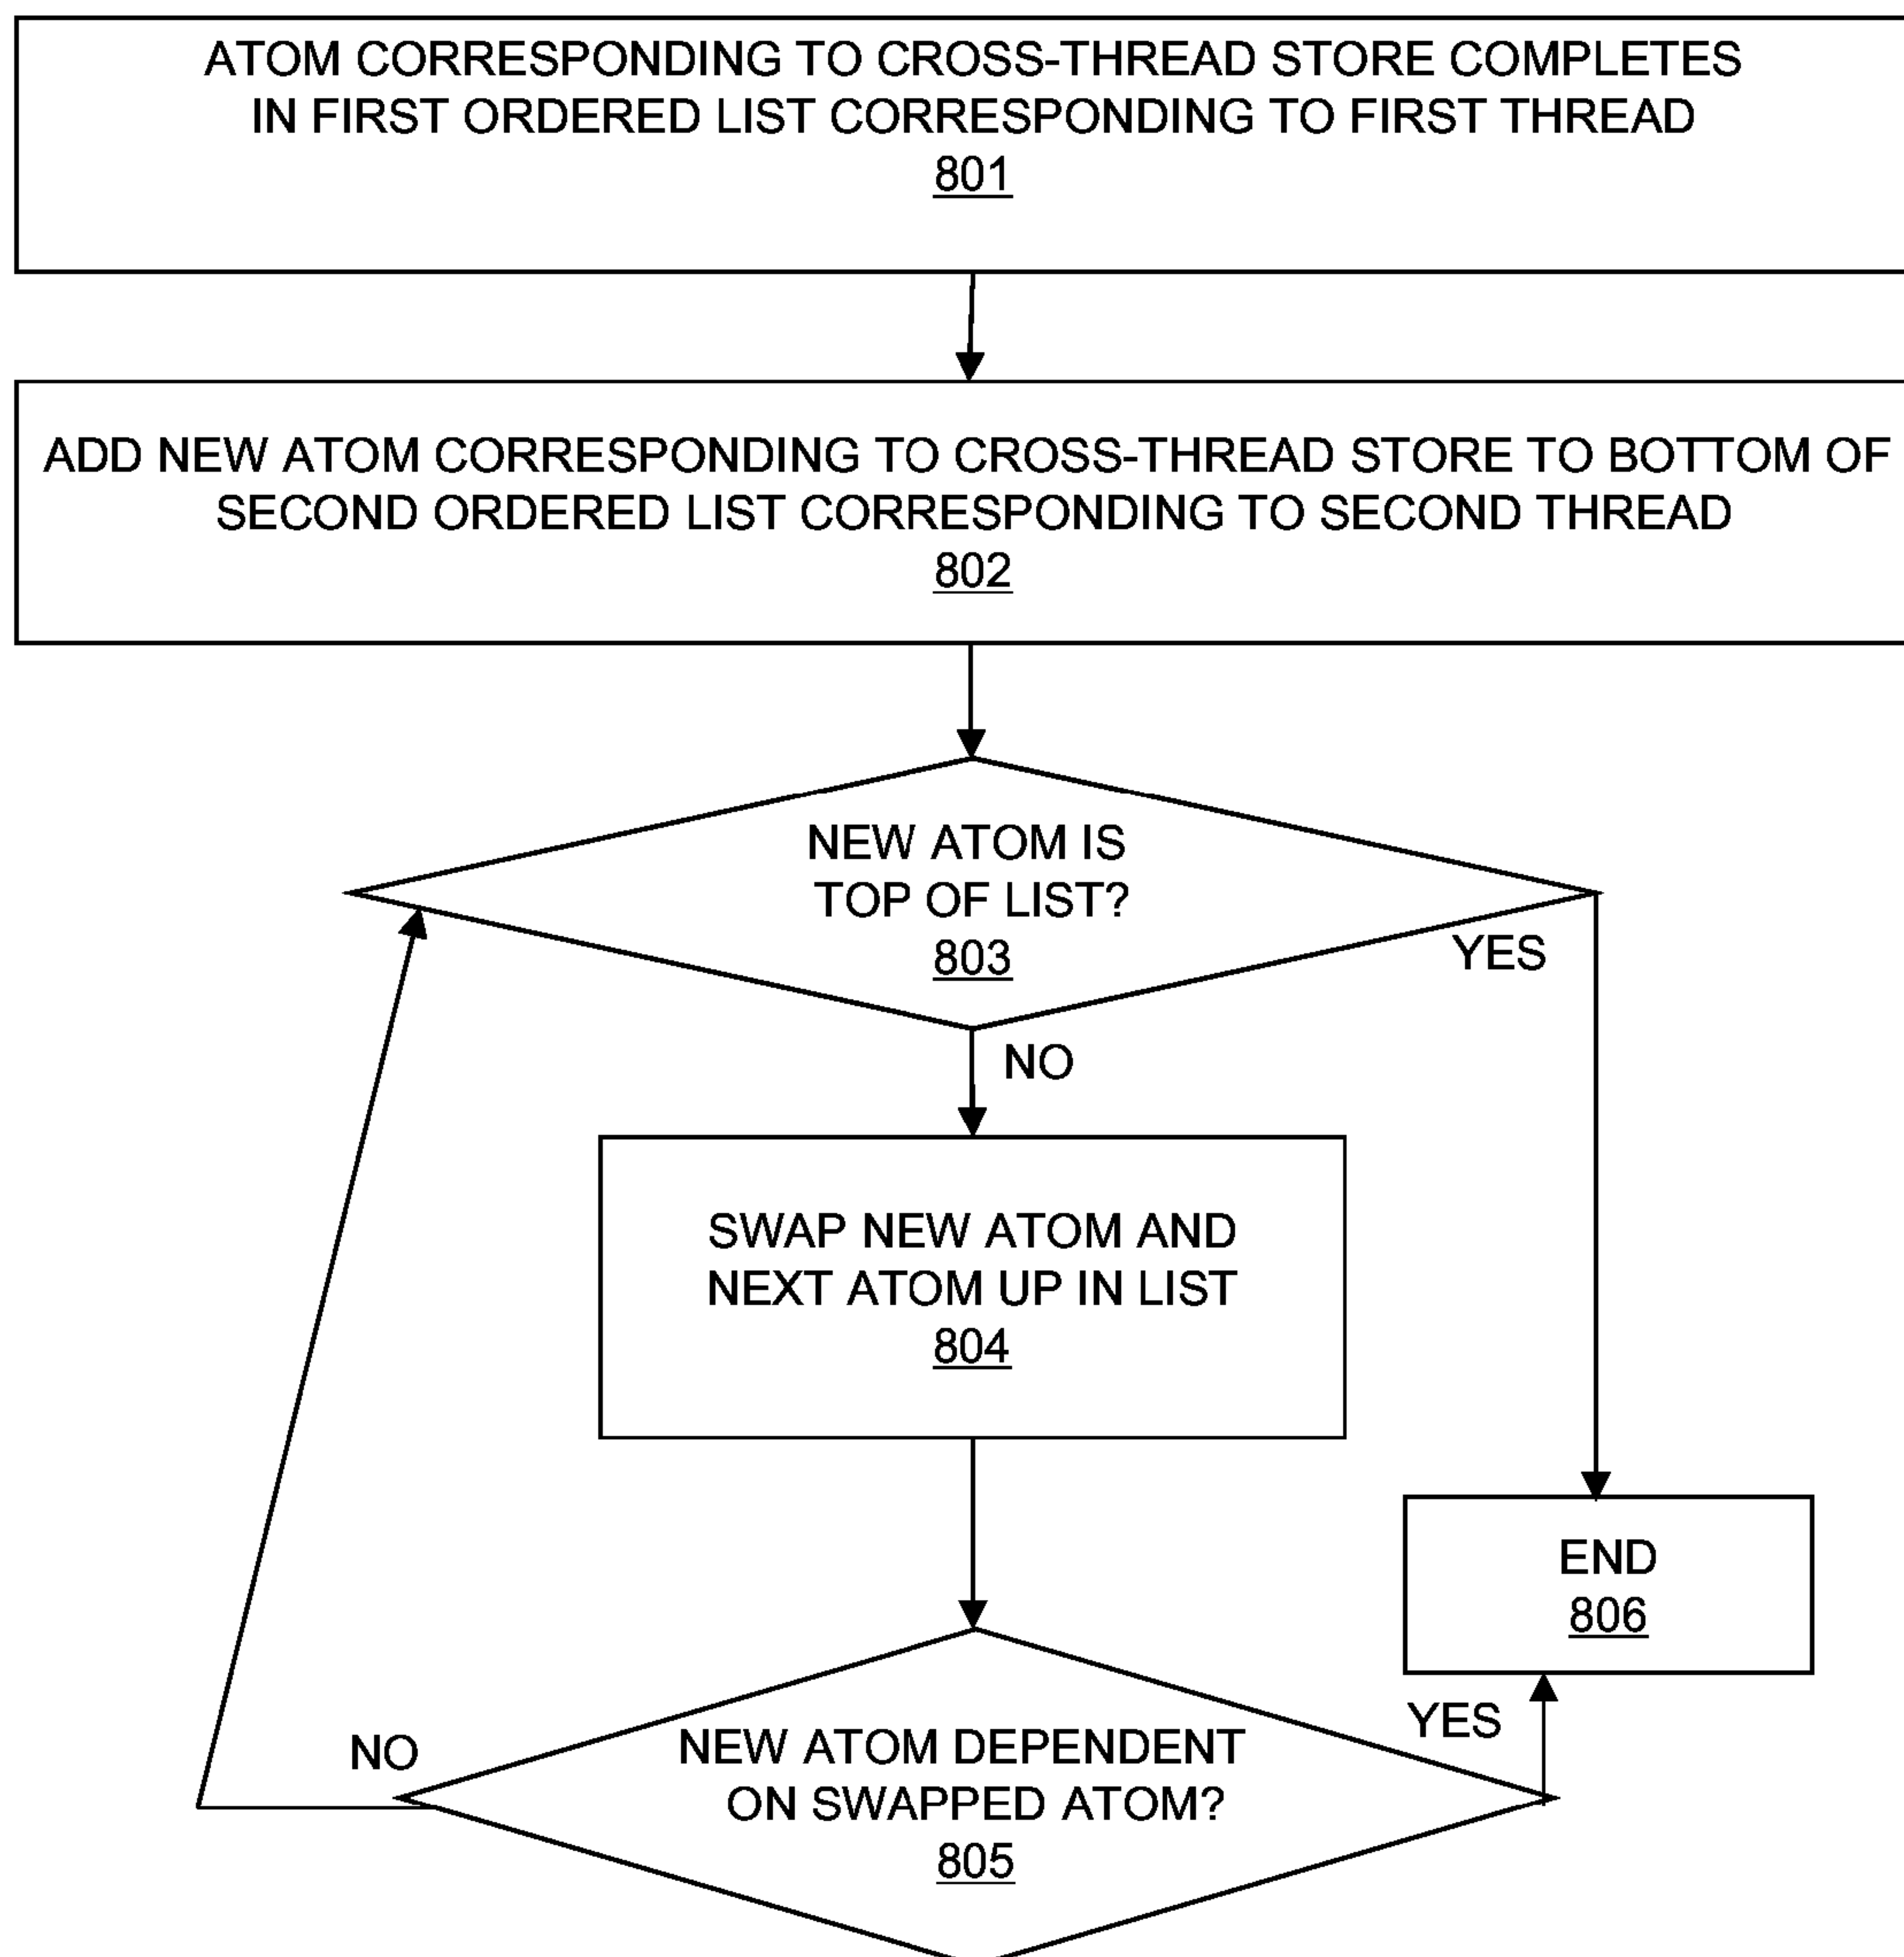 ATOM CORRESPONDING TO CROSS-THREAD STORE COMPLETES
IN FIRST ORDERED LIST CORRESPONDING TO FIRST THREAD
801
ADD NEW ATOM CORRESPONDING TO CROSS-THREAD STORE TO BOTTOM OF
SECOND ORDERED LIST CORRESPONDING TO SECOND THREAD
802
NEW ATOM IS
TOP OF LIST?
803
YES
NO
SWAP NEW ATOM AND
NEXT ATOM UP IN LIST
804
END
806
YES
NO
NEW ATOM DEPENDENT
ON SWAPPED ATOM?
805